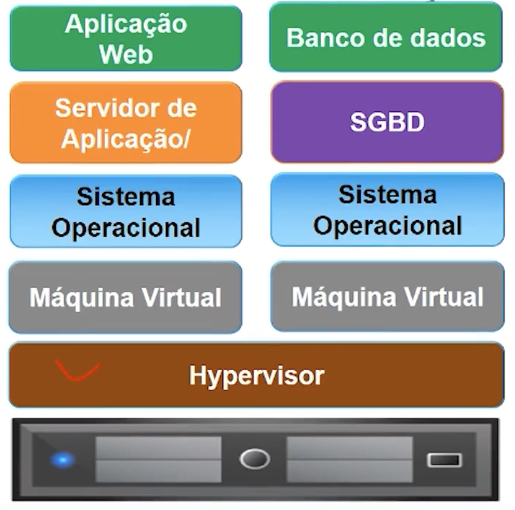 Aplicação
Web
Banco de dados
Servidor de
Aplicação/
SGBD
Sistema
Operacional
Sistema
Operacional
Máquina Virtual
Máquina Virtual
Hypervisor